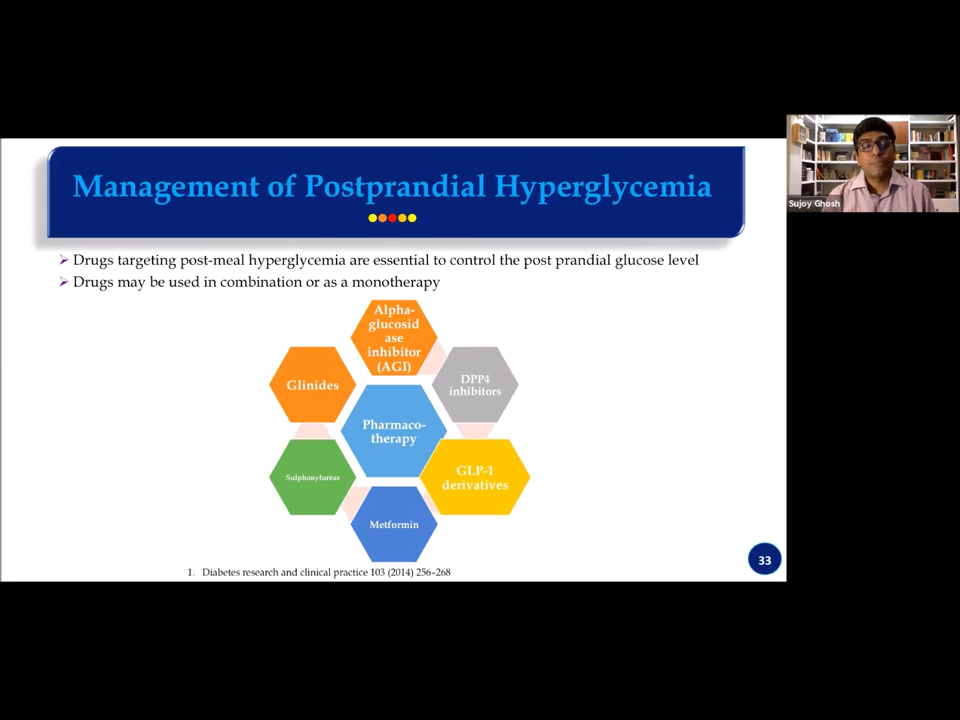 Management of Postprandial Hyperglycemia
Sujoy Ghosh
➢ Drugs targeting post-meal hyperglycemia are essential to control the post prandial glucose level
➢ Drugs may be used in combination or as a monotherapy
Alpha-
glucosid
ase
inhibitor
(AGI)
Glinides
DPP4
inhibitors
Pharmaco-
therapy
Sulphonylureas
GLP-1
derivatives
Metformin
33
1. Diabetes research and clinical practice 103 (2014) 256–268